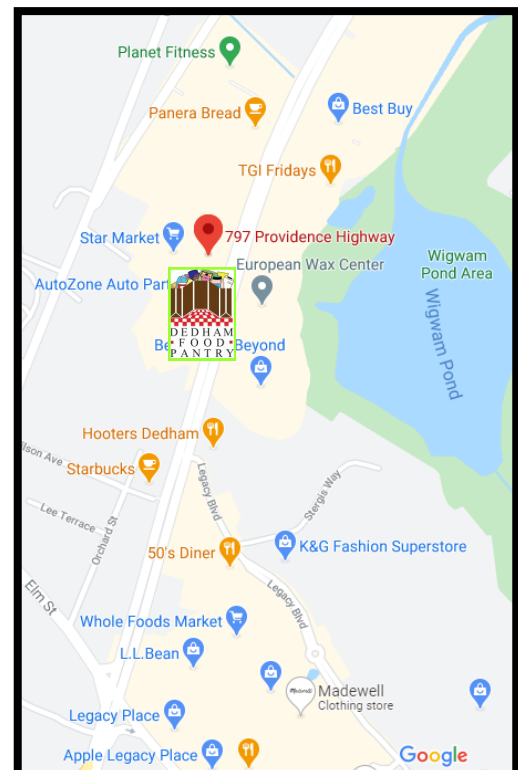 Planet Fitness
Panera Bread
Best Buy
TGI Fridays
797 Providence Highway
Star Market
European Wax Center
Wigwam
Pond Area
AutoZone Auto Part
Wigwam Pond
DEDHAM
FOOD
PANTRY
Be
Beyond
Hooters Dedham
lson Ave
Starbucks
Legacy Blvd
Stergis Way
Lee Terrace
Orchard St
50's Diner
K&G Fashion Superstore
Elm St
Legacy Blvd
Whole Foods Market
L.L.Bean
Madewell
Madewell
Clothing store
Legacy Place
Apple Legacy Place
Google